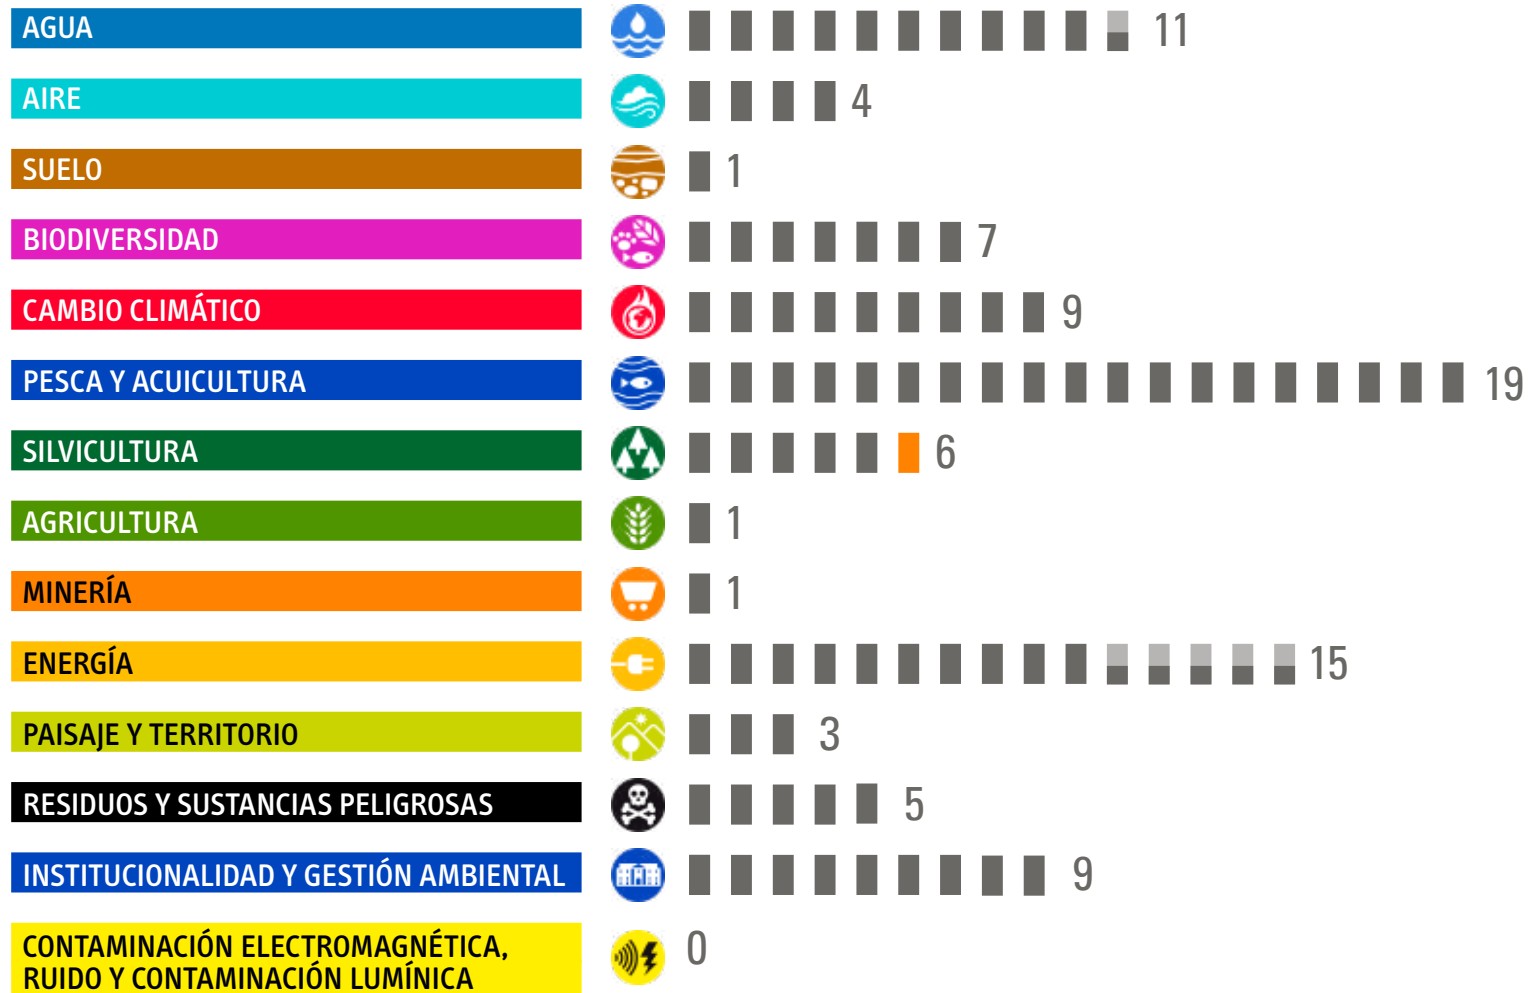 AGUA 11
AIRE 4
SUELO 1
BIODIVERSIDAD 7
CAMBIO CLIMÁTICO 9
PESCA Y ACUICULTURA 19
SILVICULTURA 6
AGRICULTURA 1
MINERÍA 1
ENERGÍA 15
PAISAJE Y TERRITORIO 3
RESIDUOS Y SUSTANCIAS PELIGROSAS 5
INSTITUCIONALIDAD Y GESTIÓN AMBIENTAL 9
CONTAMINACIÓN ELECTROMAGNÉTICA, 0
RUIDO Y CONTAMINACIÓN LUMÍNICA